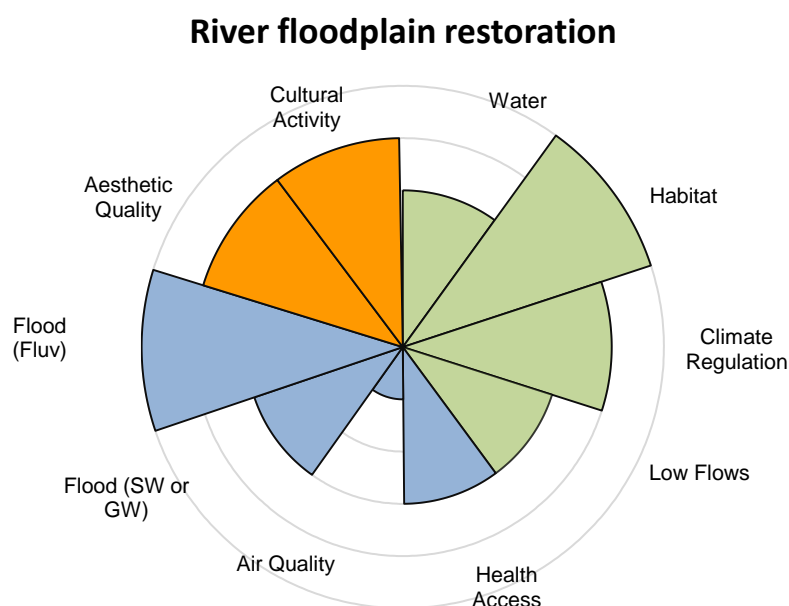 River floodplain restoration
Cultural
Activity
Water
Aesthetic
Quality
Habitat
Flood
(Fluv)
Climate
Regulation
Flood (SW or
GW)
Low Flows
Air Quality
Health
Access